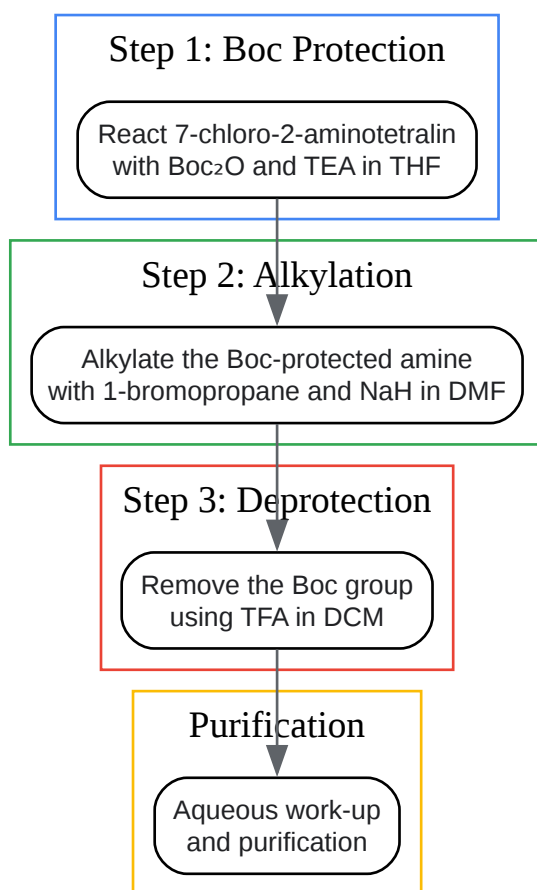 Step 1: Boc Protection
React 7-chloro-2-aminotetralin
with Boc₂O and TEA in THF
Step 2: Alkylation
Alkylate the Boc-protected amine
with 1-bromopropane and NaH in DMF
Step 3: Deprotection
Remove the Boc group
using TFA in DCM
Purification
Aqueous work-up
and purification